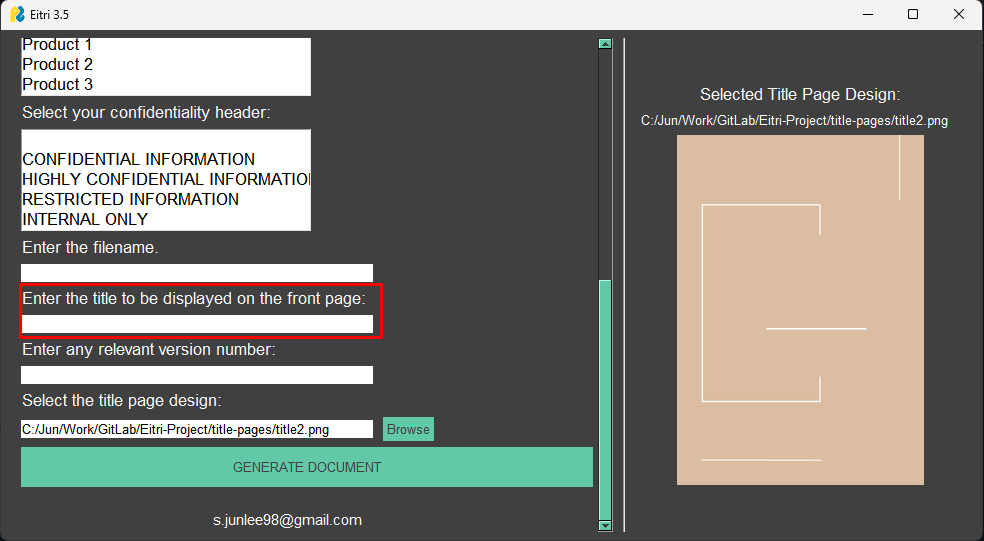 Eitri 3.5
Product 1
Product 2
Product 3
Select your confidentiality header:
CONFIDENTIAL INFORMATION
HIGHLY CONFIDENTIAL INFORMATIO
RESTRICTED INFORMATION
INTERNAL ONLY
Enter the filename.
Enter the title to be displayed on the front page:
Enter any relevant version number:
Select the title page design:
C:/Jun/Work/GitLab/Eitri-Project/title-pages/title2.png
Browse
GENERATE DOCUMENT
s.junlee98@gmail.com
Selected Title Page Design:
C:/Jun/Work/GitLab/Eitri-Project/title-pages/title2.png